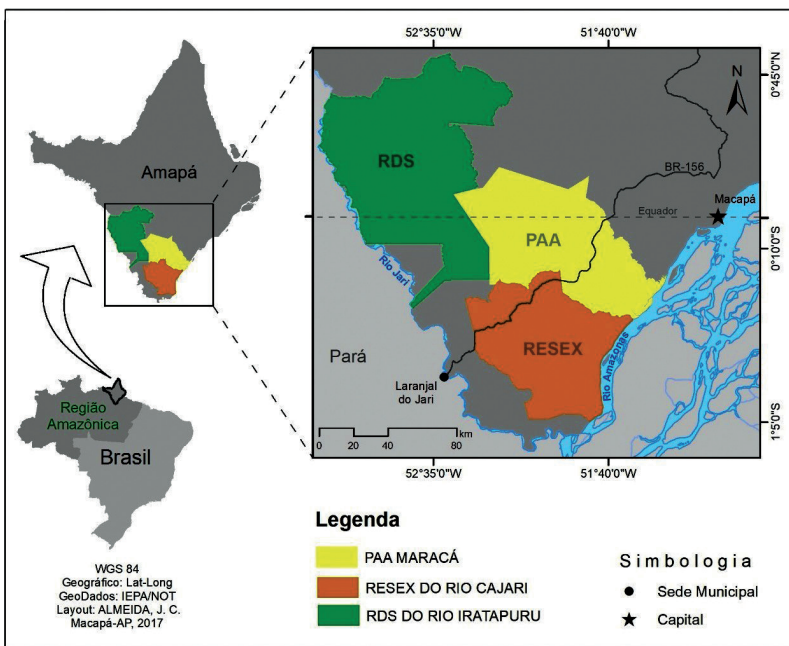 Amapá
Região
Amazônica
Brasil
52°35'0"W
51°40'0"W
N
0°45'N
RDS
BR-156
Macapá
Equador
PAA
0°10'S
Rio Jari
RESEX
Rio Amazonas
Pará
Laranjal
do Jari
0 20 40 80
km
1°5'0"S
52°35'0"W
51°40'0"W
WGS 84
Geográfico: Lat-Long
GeoDados: IEPA/NOT
Layout: ALMEIDA, J. C.
Macapá-AP, 2017
Legenda
PAA MARACÁ
RESEX DO RIO CAJARI
RDS DO RIO IRATAPURU
Simbologia
Sede Municipal
Capital